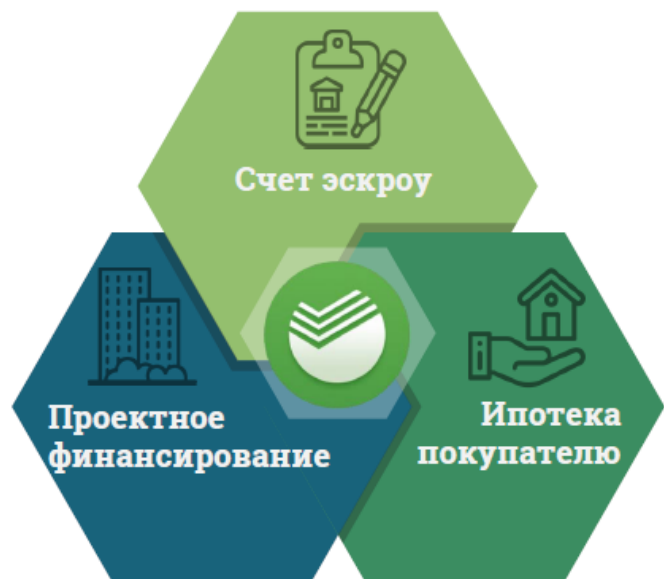 Счет эскроу
Проектное
финансирование
Ипотека
покупателю